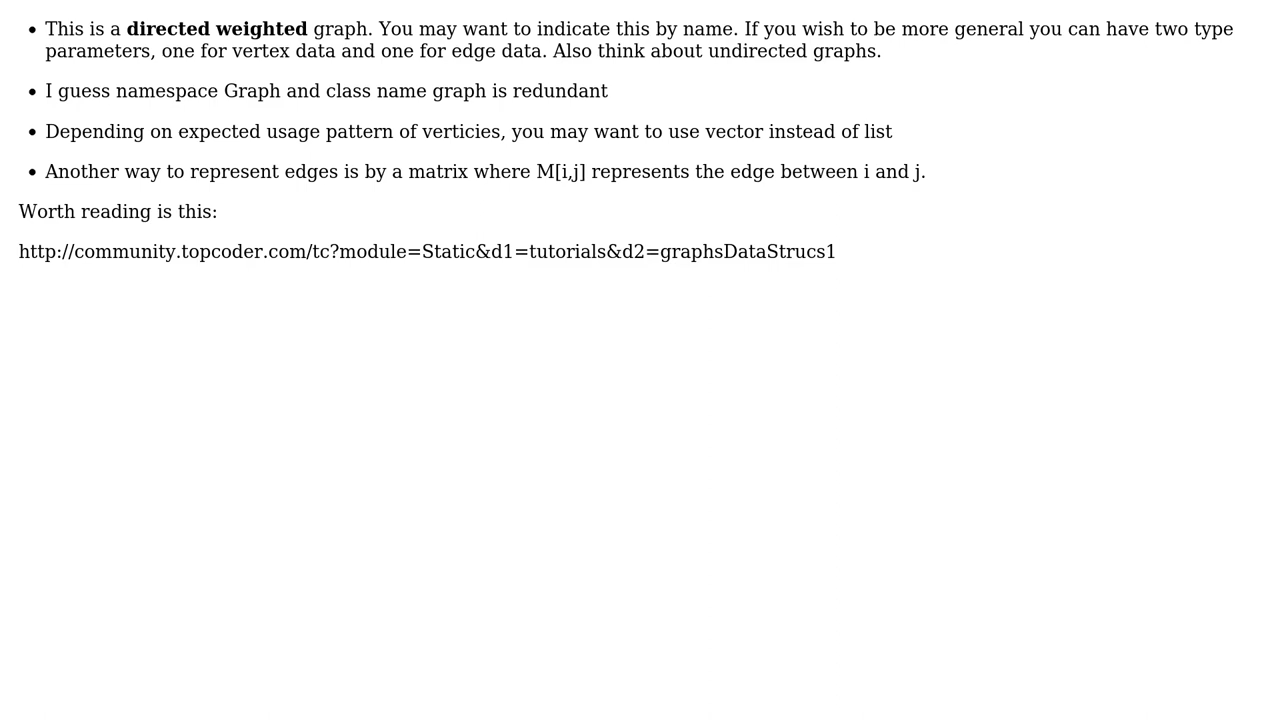 This is a directed weighted graph. You may want to indicate this by name. If you wish to be more general you can have two type
parameters, one for vertex data and one for edge data. Also think about undirected graphs.
I guess namespace Graph and class name graph is redundant
Depending on expected usage pattern of verticies, you may want to use vector instead of list
Another way to represent edges is by a matrix where M[i,j] represents the edge between i and j.
Worth reading is this:
http://community.topcoder.com/tc?module=Static&d1=tutorials&d2=graphsDataStrucs1